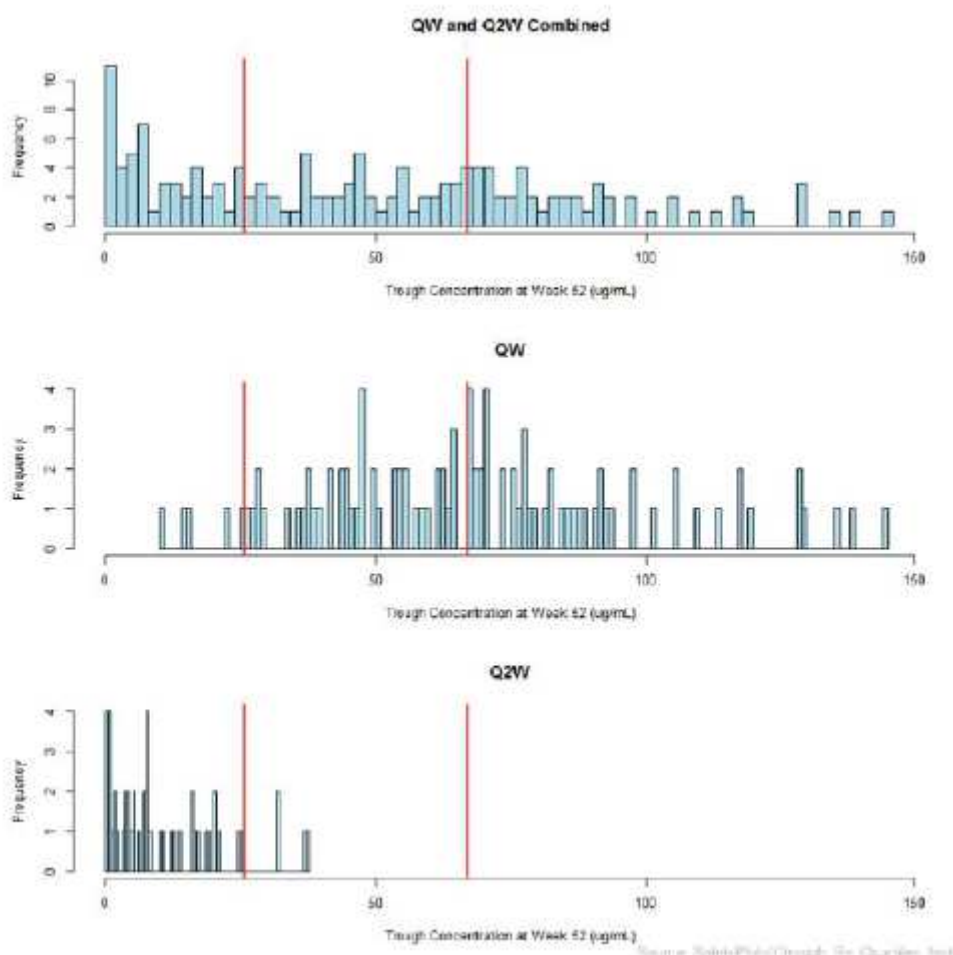 QW and Q2W Combined
Frequency
0 2 4 6 8 10
0 50 100 150
Trough Concentration at Week 52 (ug/mL)
QW
Frequency
0 1 2 3 4
0 50 100 150
Trough Concentration at Week 52 (ug/mL)
Q2W
Frequency
0 1 2 3 4
0 50 100 150
Trough Concentration at Week 52 (ug/mL)